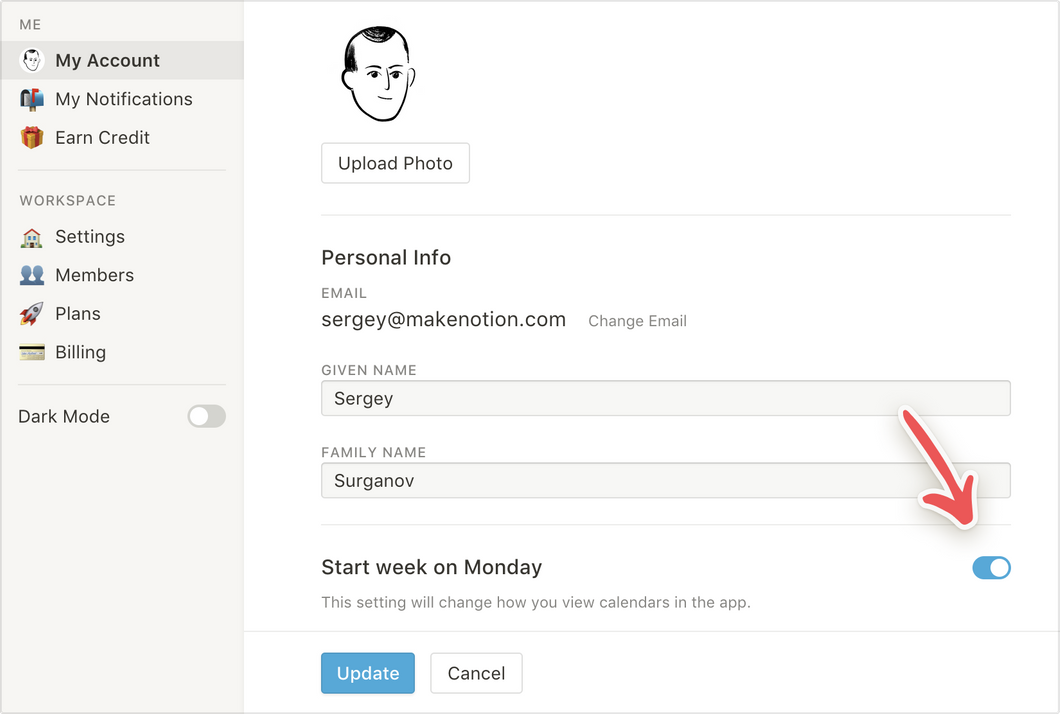 ME
My Account
My Notifications
Earn Credit
WORKSPACE
Settings
Members
Plans
Billing
Dark Mode
Upload Photo
Personal Info
EMAIL
sergey@makenotion.com Change Email
GIVEN NAME
Sergey
FAMILY NAME
Surganov
Start week on Monday
This setting will change how you view calendars in the app.
Update Cancel